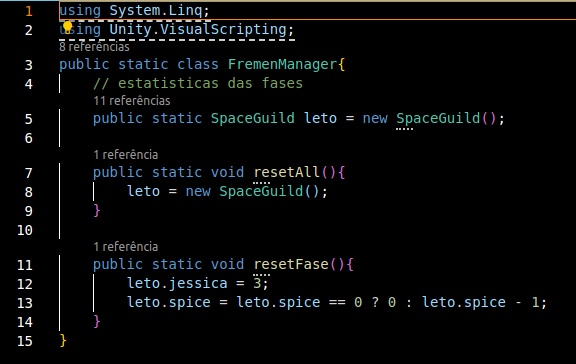 1 using System.Linq;
2 using Unity.VisualScripting;
8 referências
3 public static class FremenManager{
4 // estatisticas das fases
11 referências
5 public static SpaceGuild leto = new SpaceGuild();
6
1 referência
7 public static void resetAll(){
8 leto = new SpaceGuild();
9 }
10
1 referência
11 public static void resetFase(){
12 leto.jessica = 3;
13 leto.spice = leto.spice == 0 ? 0 : leto.spice - 1;
14 }
15 }